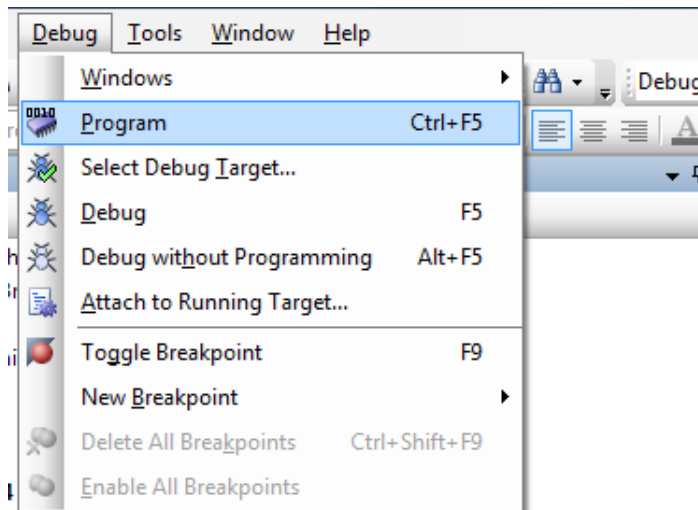 Debug Tools Window Help
Windows
Debug
0010
Program Ctrl+F5
A
Select Debug Target...
Debug F5
Debug without Programming Alt+F5
Attach to Running Target...
Toggle Breakpoint F9
New Breakpoint
Delete All Breakpoints Ctrl+Shift+F9
Enable All Breakpoints